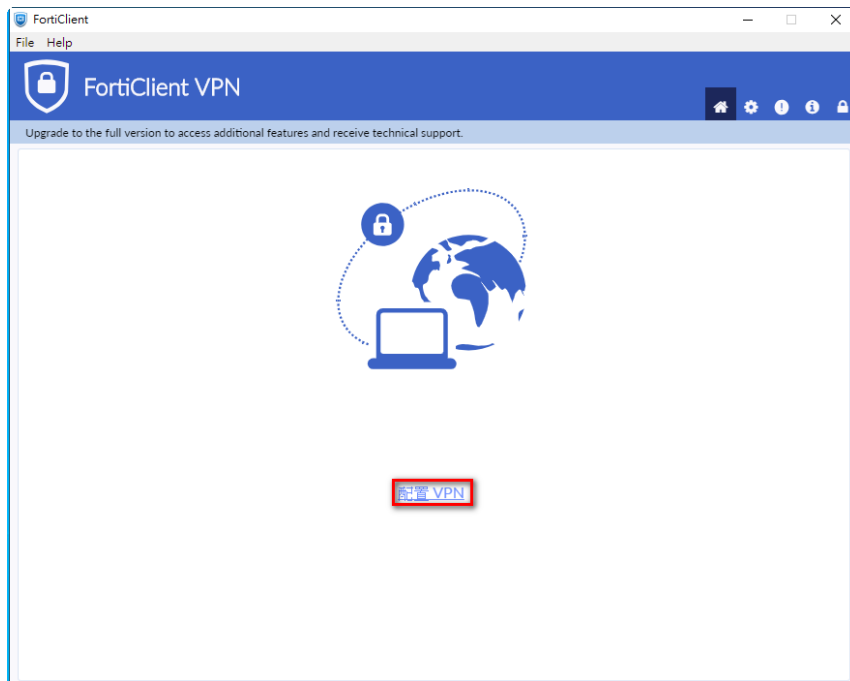 FortiClient
File Help
FortiClient VPN
Upgrade to the full version to access additional features and receive technical support.
配置 VPN